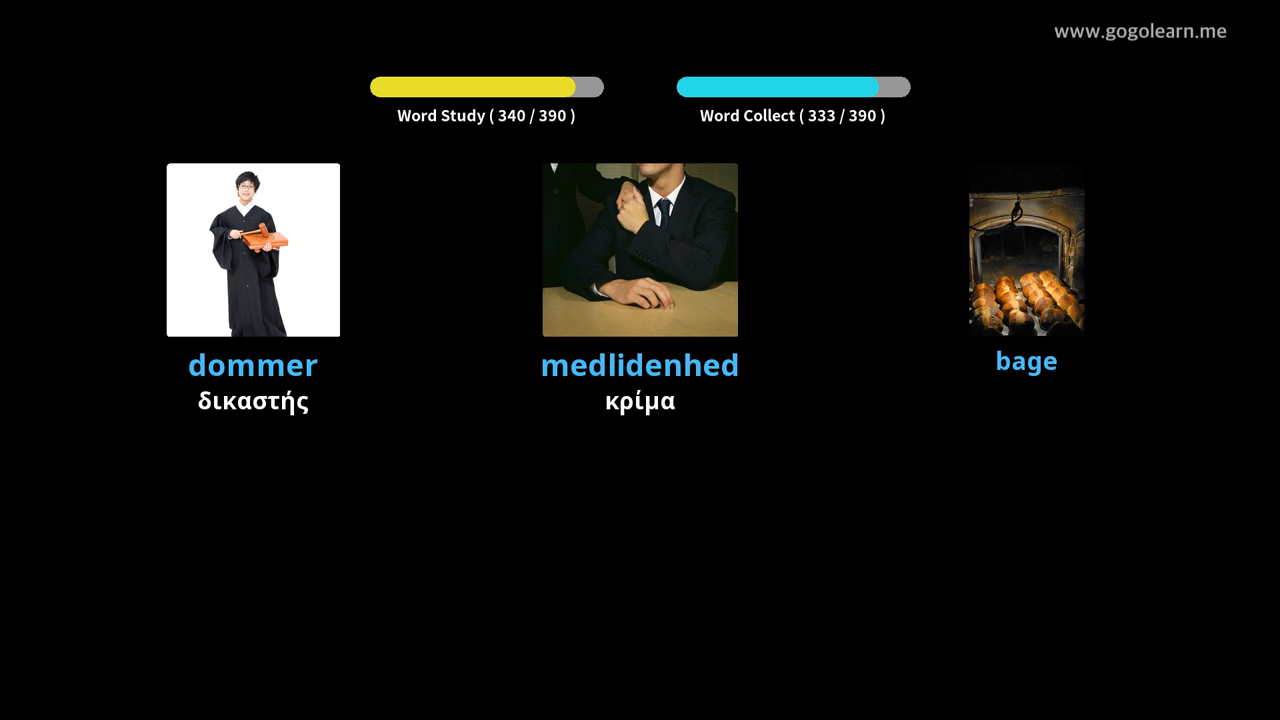 www.gogolearn.me
Word Study ( 340 / 390 )
Word Collect ( 333 / 390 )
dommer
δικαστής
medlidenhed
κρίμα
bage